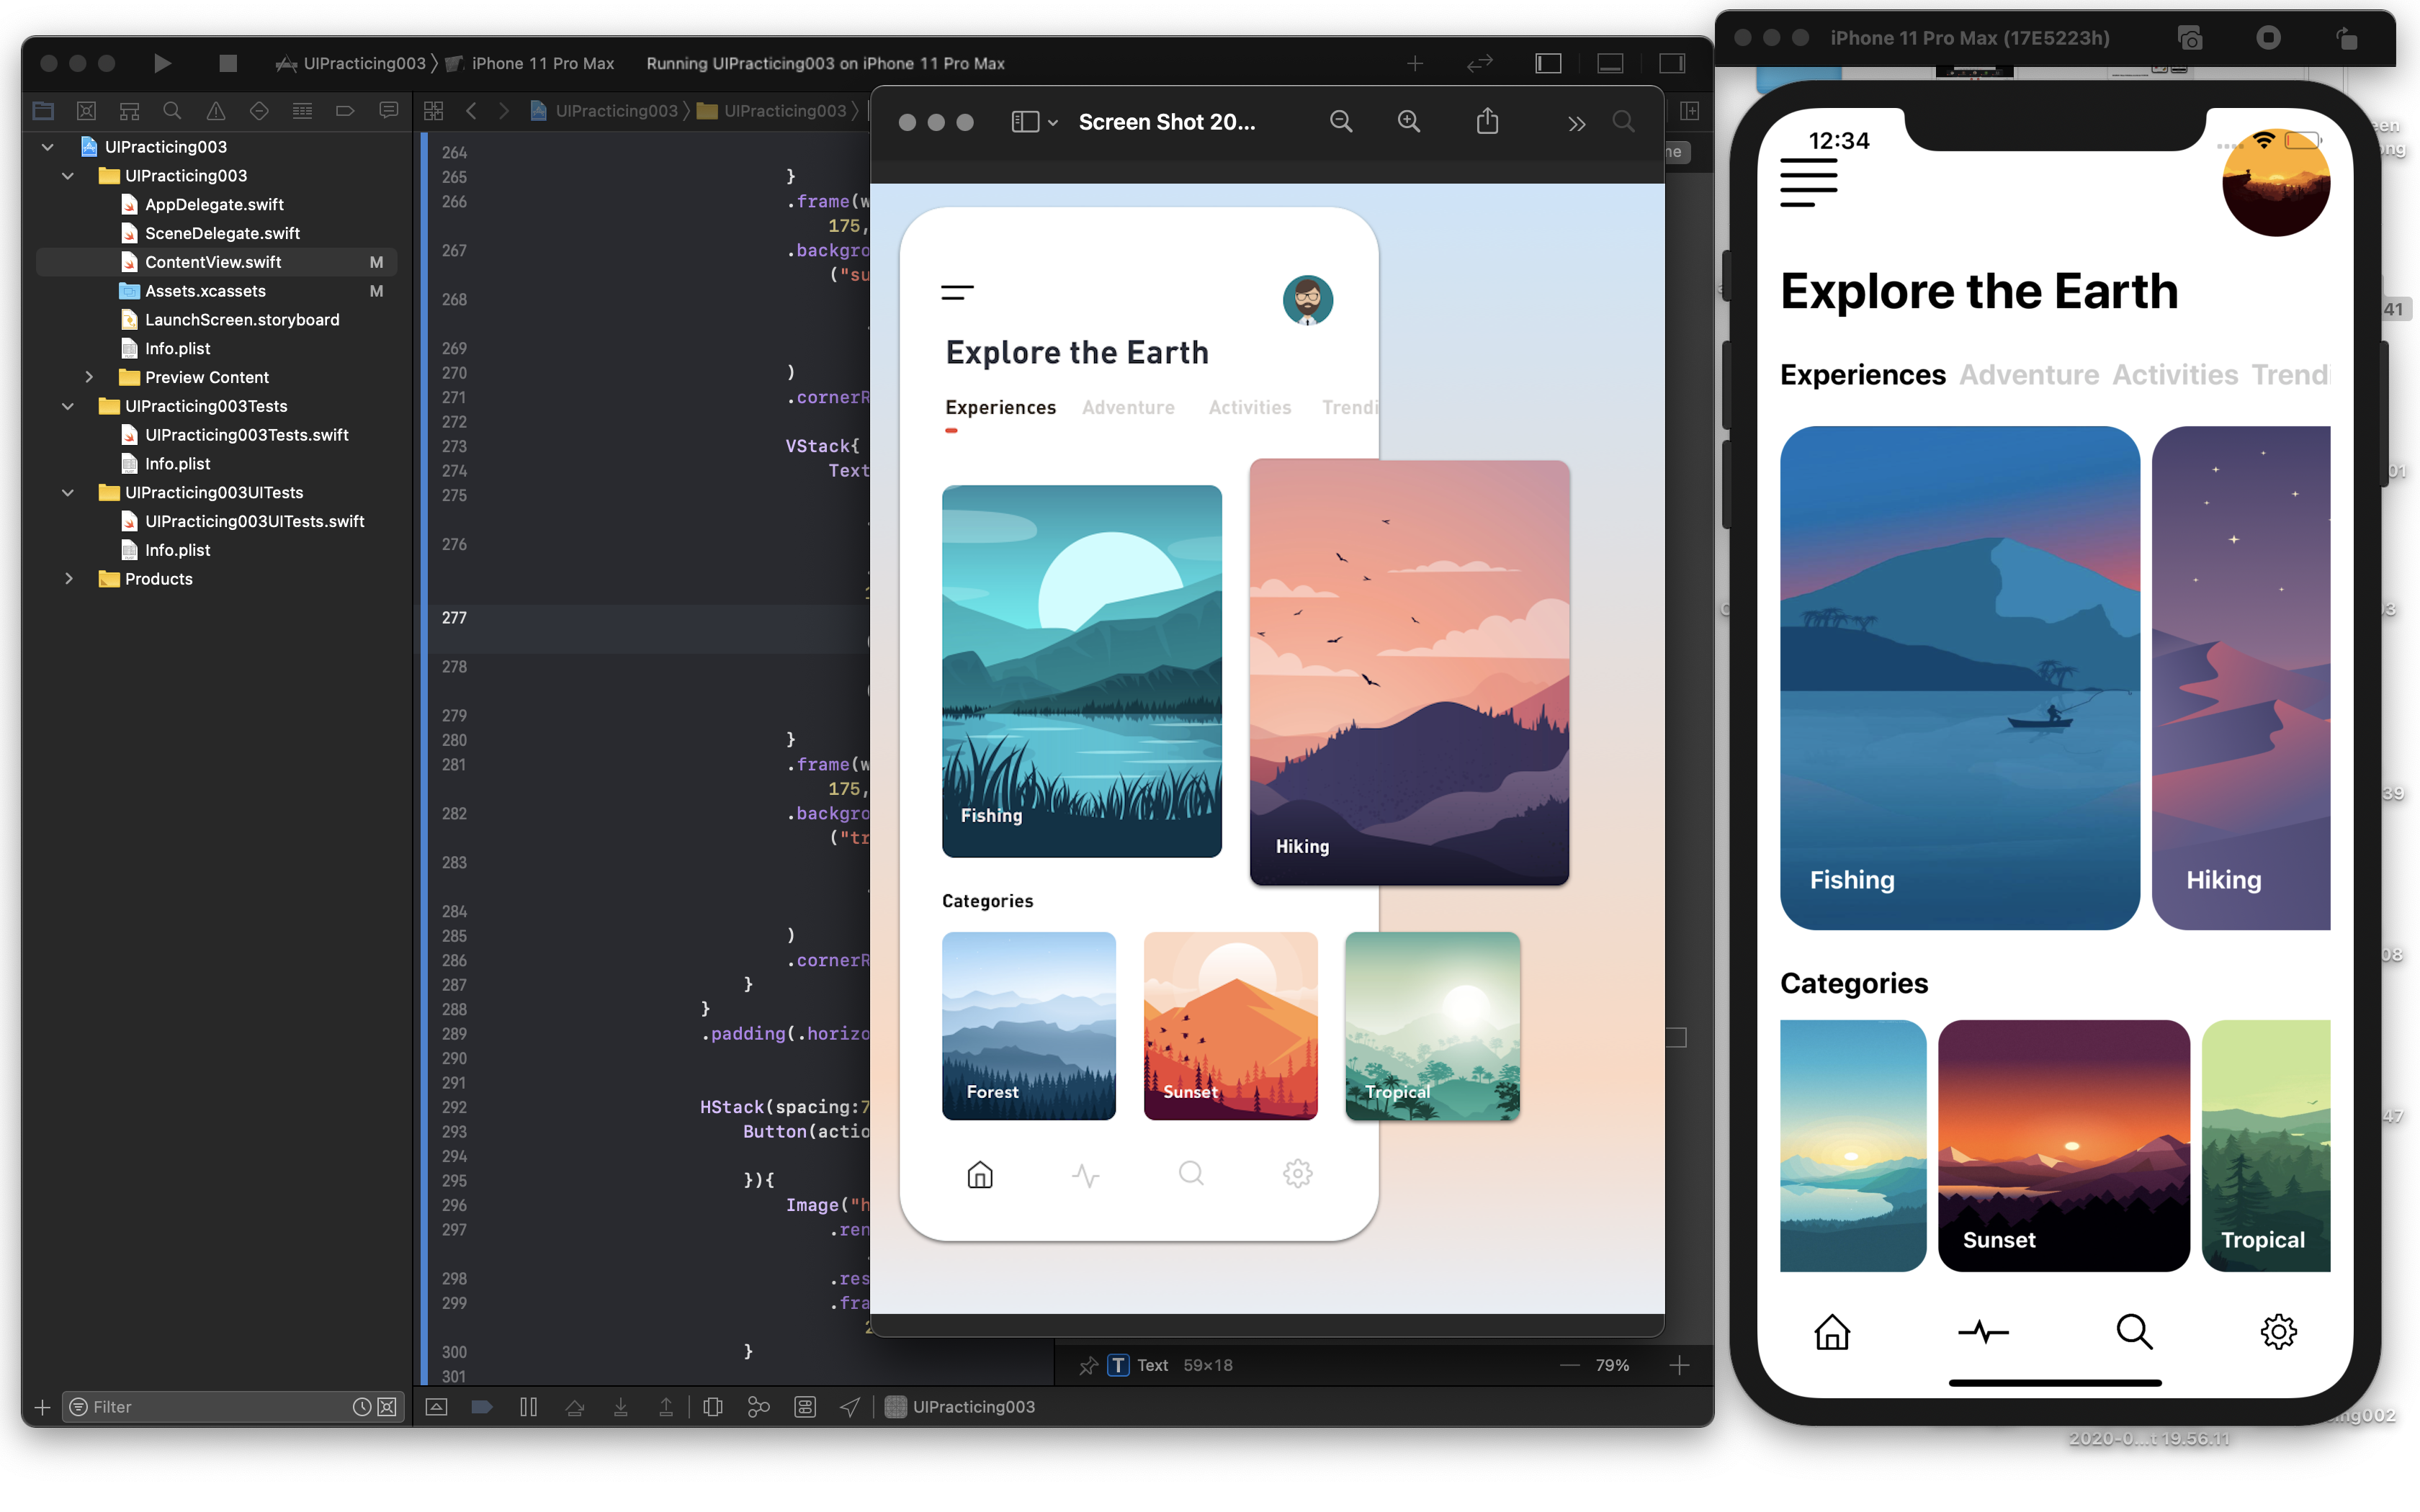 UIPracticing003 〉 iPhone 11 Pro Max
Running UIPracticing003 on iPhone 11 Pro Max
UIPracticing003
UIPracticing003
AppDelegate.swift
SceneDelegate.swift
ContentView.swift M
Assets.xcassets M
LaunchScreen.storyboard
Info.plist
Preview Content
UIPracticing003Tests
UIPracticing003Tests.swift
Info.plist
UIPracticing003UITests
UIPracticing003UITests.swift
Info.plist
Products
Filter
UIPracticing003 〉 UIPracticing003 〉
264
265 }
266 .frame(w
175,
267 .backgro
("su
268
269
270 )
271 .cornerR
272
273 VStack{
274 Text
275
276
277
278
279
280 }
281 .frame(w
175,
282 .backgro
("tr
283
284
285 )
286 .cornerR
287 }
288 }
289 .padding(.horizo
290
291
292 HStack(spacing:7
293 Button(actio
294
295 }){
296 Image("h
297 .ren
298 .res
299 .fra
2
300 }
301
UIPracticing003
T Text 59×18
79%
Screen Shot 20...
Explore the Earth
Experiences Adventure Activities Trendi
Fishing
Hiking
Categories
Forest
Sunset
Tropical
iPhone 11 Pro Max (17E5223h)
12:34
Explore the Earth
Experiences Adventure Activities Trendi
Fishing
Hiking
Categories
Sunset
Tropical
41
39
08
47
ing002
2020-0...t 19.56.11